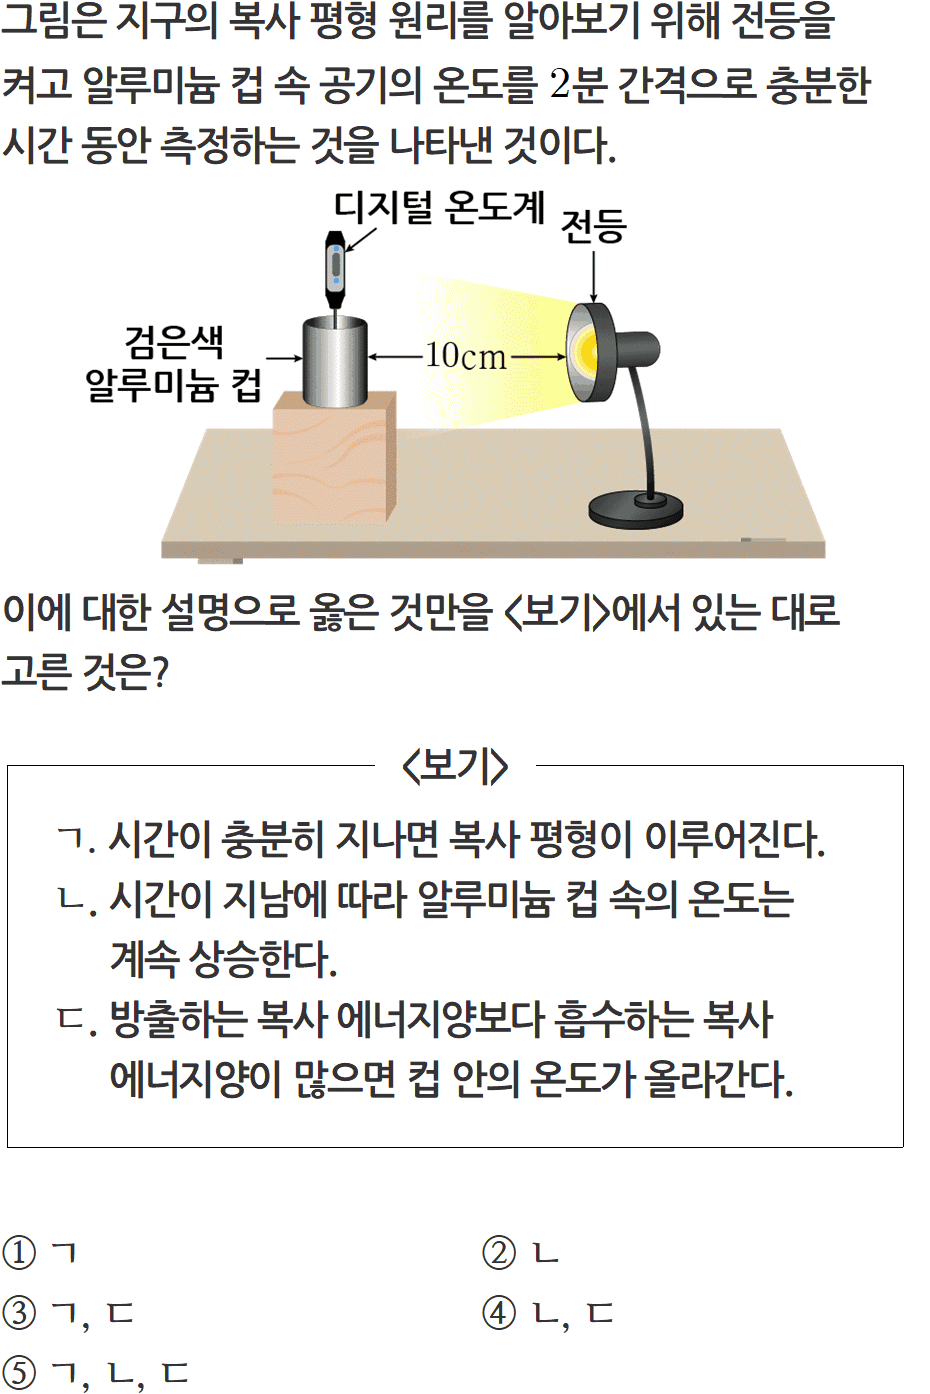 그림은 지구의 복사 평형 원리를 알아보기 위해 전등을
켜고 알루미늄 컵 속 공기의 온도를 2분 간격으로 충분한
시간 동안 측정하는 것을 나타낸 것이다.
디지털 온도계
전등
검은색
알루미늄 컵
10cm
이에 대한 설명으로 옳은 것만을 <보기>에서 있는 대로
고른 것은?
<보기>
ㄱ. 시간이 충분히 지나면 복사 평형이 이루어진다.
ㄴ. 시간이 지남에 따라 알루미늄 컵 속의 온도는
계속 상승한다.
ㄷ. 방출하는 복사 에너지양보다 흡수하는 복사
에너지양이 많으면 컵 안의 온도가 올라간다.
① ㄱ ② ㄴ
③ ㄱ, ㄷ ④ ㄴ, ㄷ
⑤ ㄱ, ㄴ, ㄷ